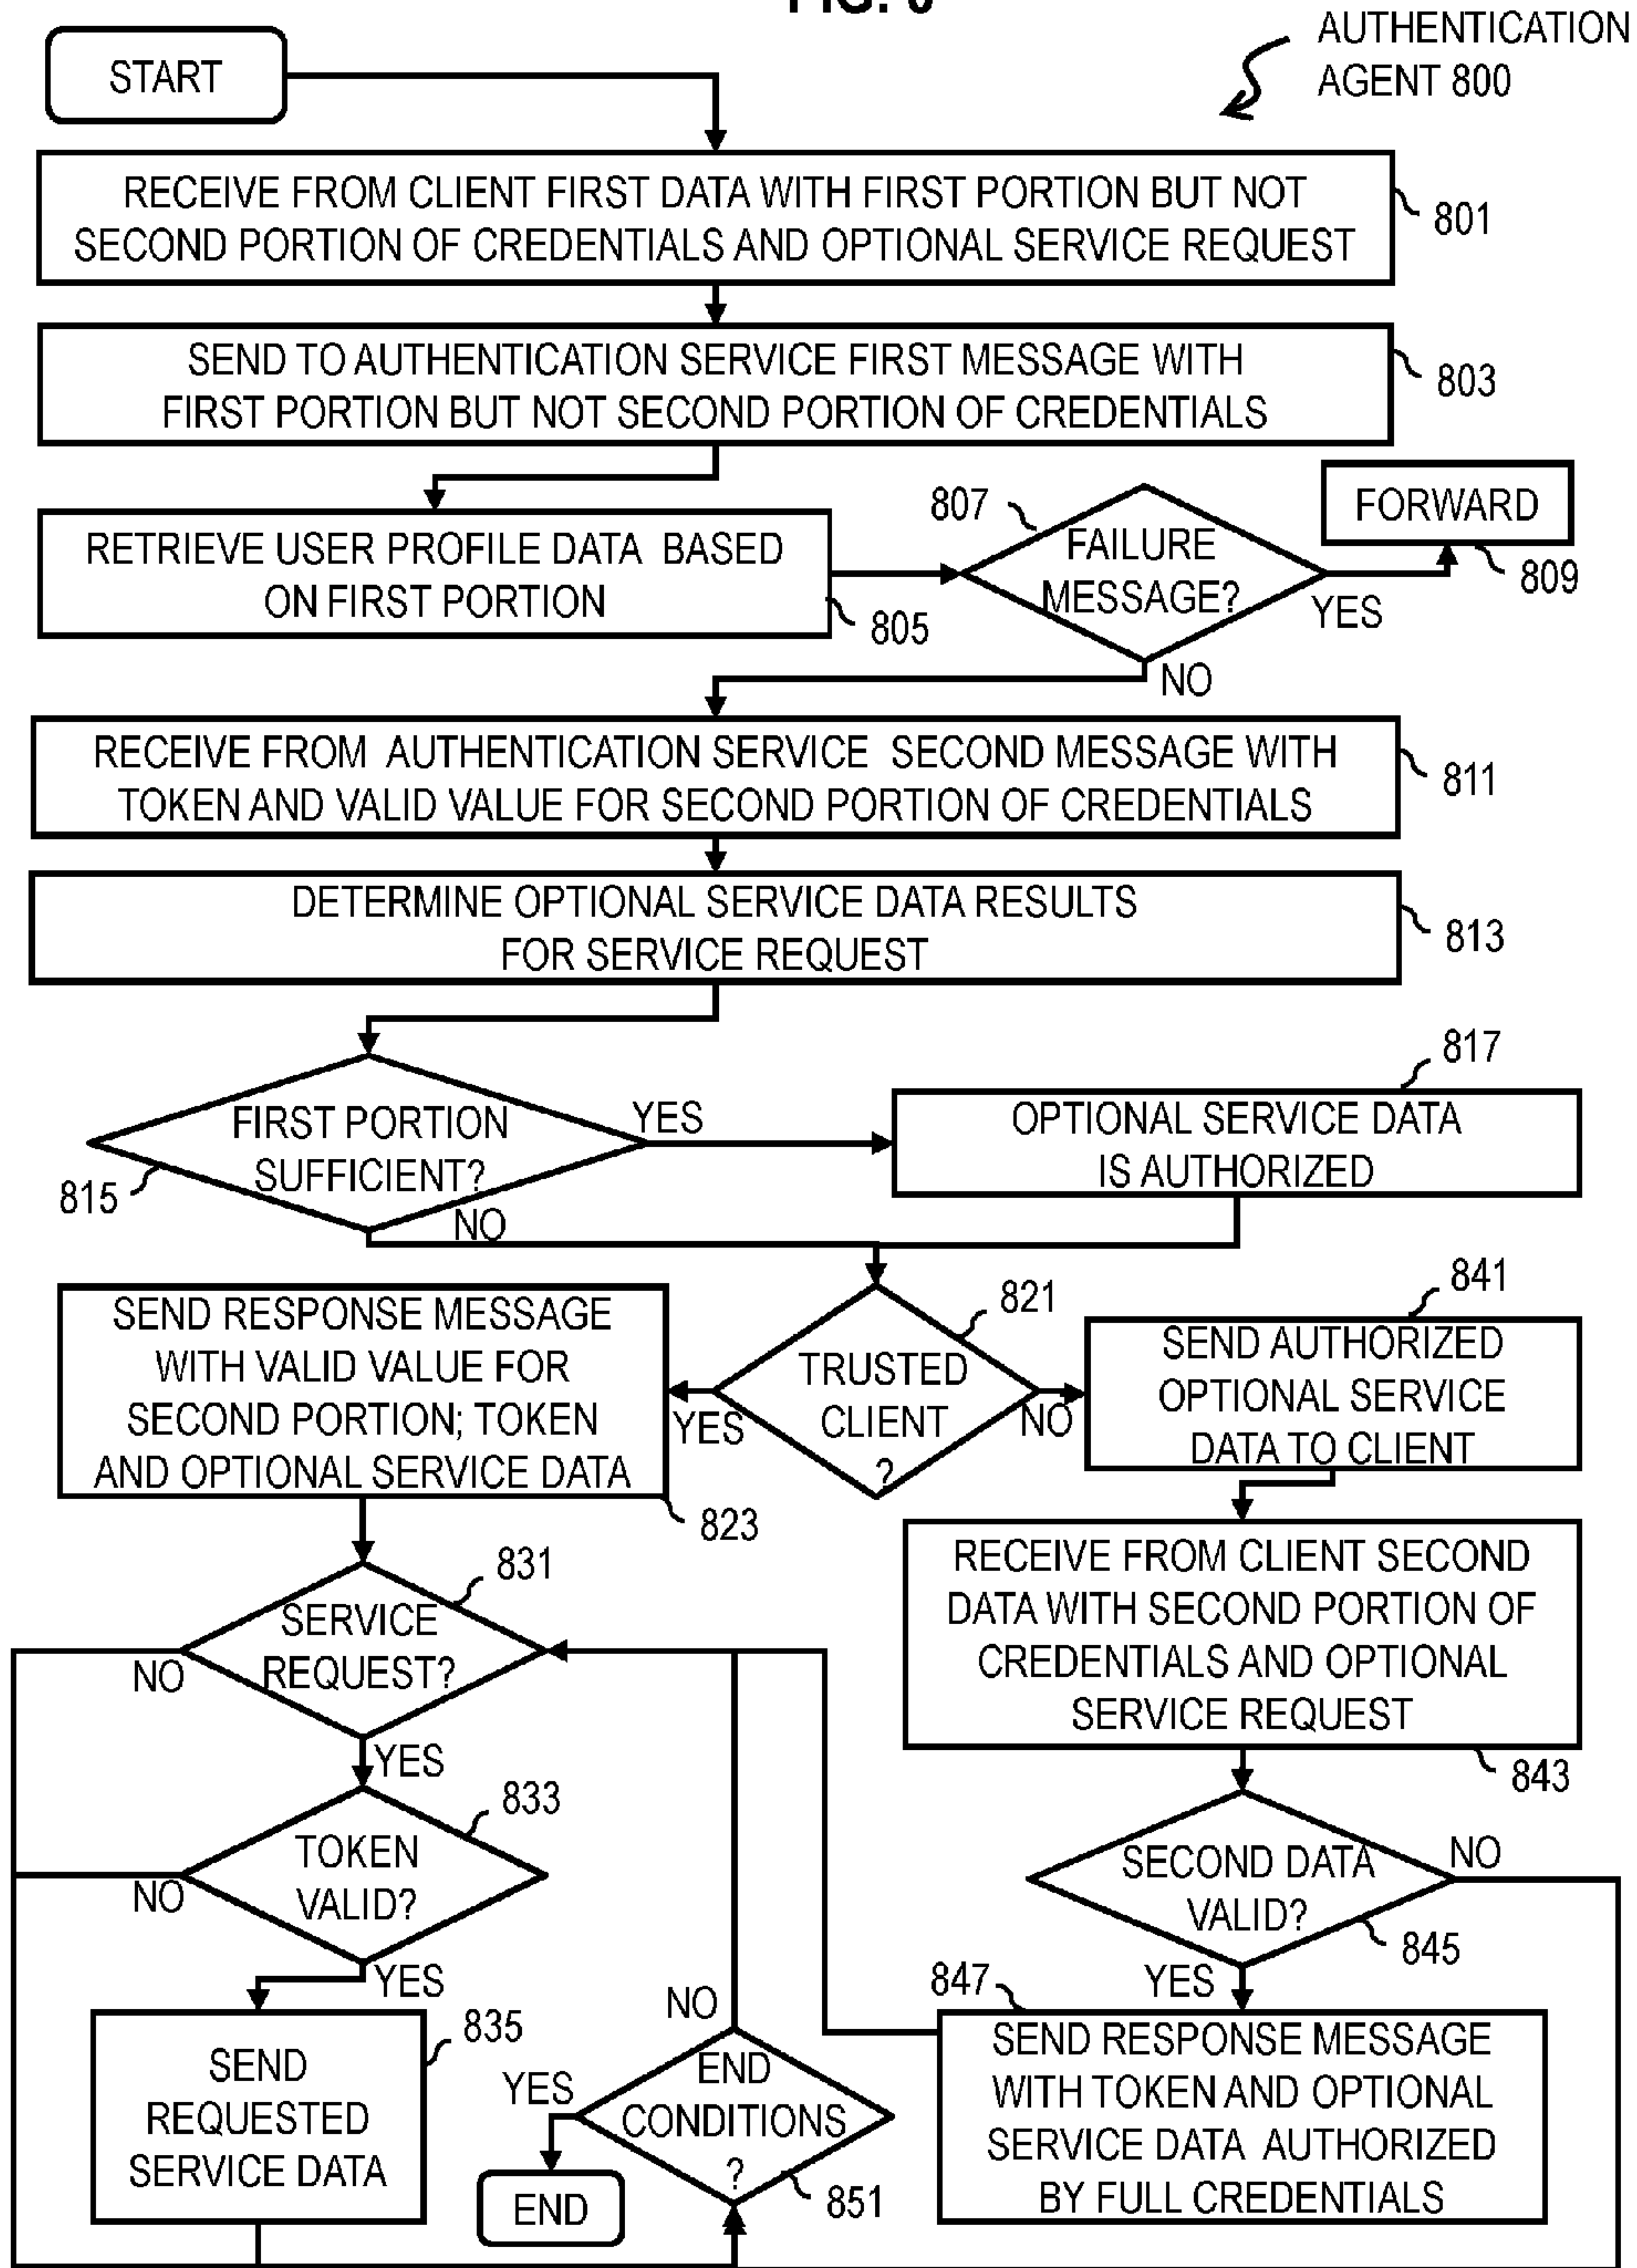 AUTHENTICATION
AGENT 800
START
RECEIVE FROM CLIENT FIRST DATA WITH FIRST PORTION BUT NOT
SECOND PORTION OF CREDENTIALS AND OPTIONAL SERVICE REQUEST
801
SEND TO AUTHENTICATION SERVICE FIRST MESSAGE WITH
FIRST PORTION BUT NOT SECOND PORTION OF CREDENTIALS
803
RETRIEVE USER PROFILE DATA BASED
ON FIRST PORTION
805
807
FAILURE
MESSAGE?
YES
NO
FORWARD
809
RECEIVE FROM AUTHENTICATION SERVICE SECOND MESSAGE WITH
TOKEN AND VALID VALUE FOR SECOND PORTION OF CREDENTIALS
811
DETERMINE OPTIONAL SERVICE DATA RESULTS
FOR SERVICE REQUEST
813
FIRST PORTION
SUFFICIENT?
815
YES
NO
817
OPTIONAL SERVICE DATA
IS AUTHORIZED
821
TRUSTED
CLIENT
?
YES
NO
SEND RESPONSE MESSAGE
WITH VALID VALUE FOR
SECOND PORTION; TOKEN
AND OPTIONAL SERVICE DATA
823
841
SEND AUTHORIZED
OPTIONAL SERVICE
DATA TO CLIENT
RECEIVE FROM CLIENT SECOND
DATA WITH SECOND PORTION OF
CREDENTIALS AND OPTIONAL
SERVICE REQUEST
843
831
SERVICE
REQUEST?
NO
YES
833
TOKEN
VALID?
NO
YES
835
SEND
REQUESTED
SERVICE DATA
SECOND DATA
VALID?
NO
845
YES
847
SEND RESPONSE MESSAGE
WITH TOKEN AND OPTIONAL
SERVICE DATA AUTHORIZED
BY FULL CREDENTIALS
NO
END
CONDITIONS
?
YES
851
END